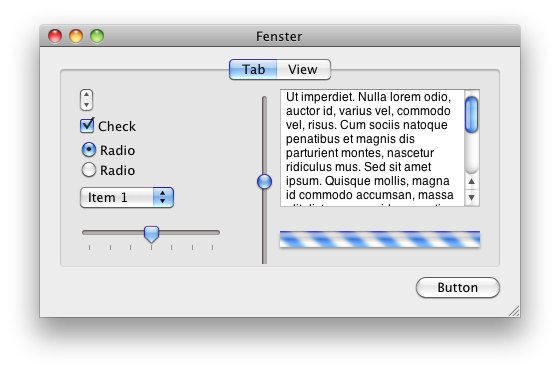 Fenster
Tab View
Check
Radio
Radio
Item 1
Ut imperdiet. Nulla lorem odio,
auctor id, varius vel, commodo
vel, risus. Cum sociis natoque
penatibus et magnis dis
parturient montes, nascetur
ridiculus mus. Sed sit amet
ipsum. Quisque mollis, magna
id commodo accumsan, massa
Button